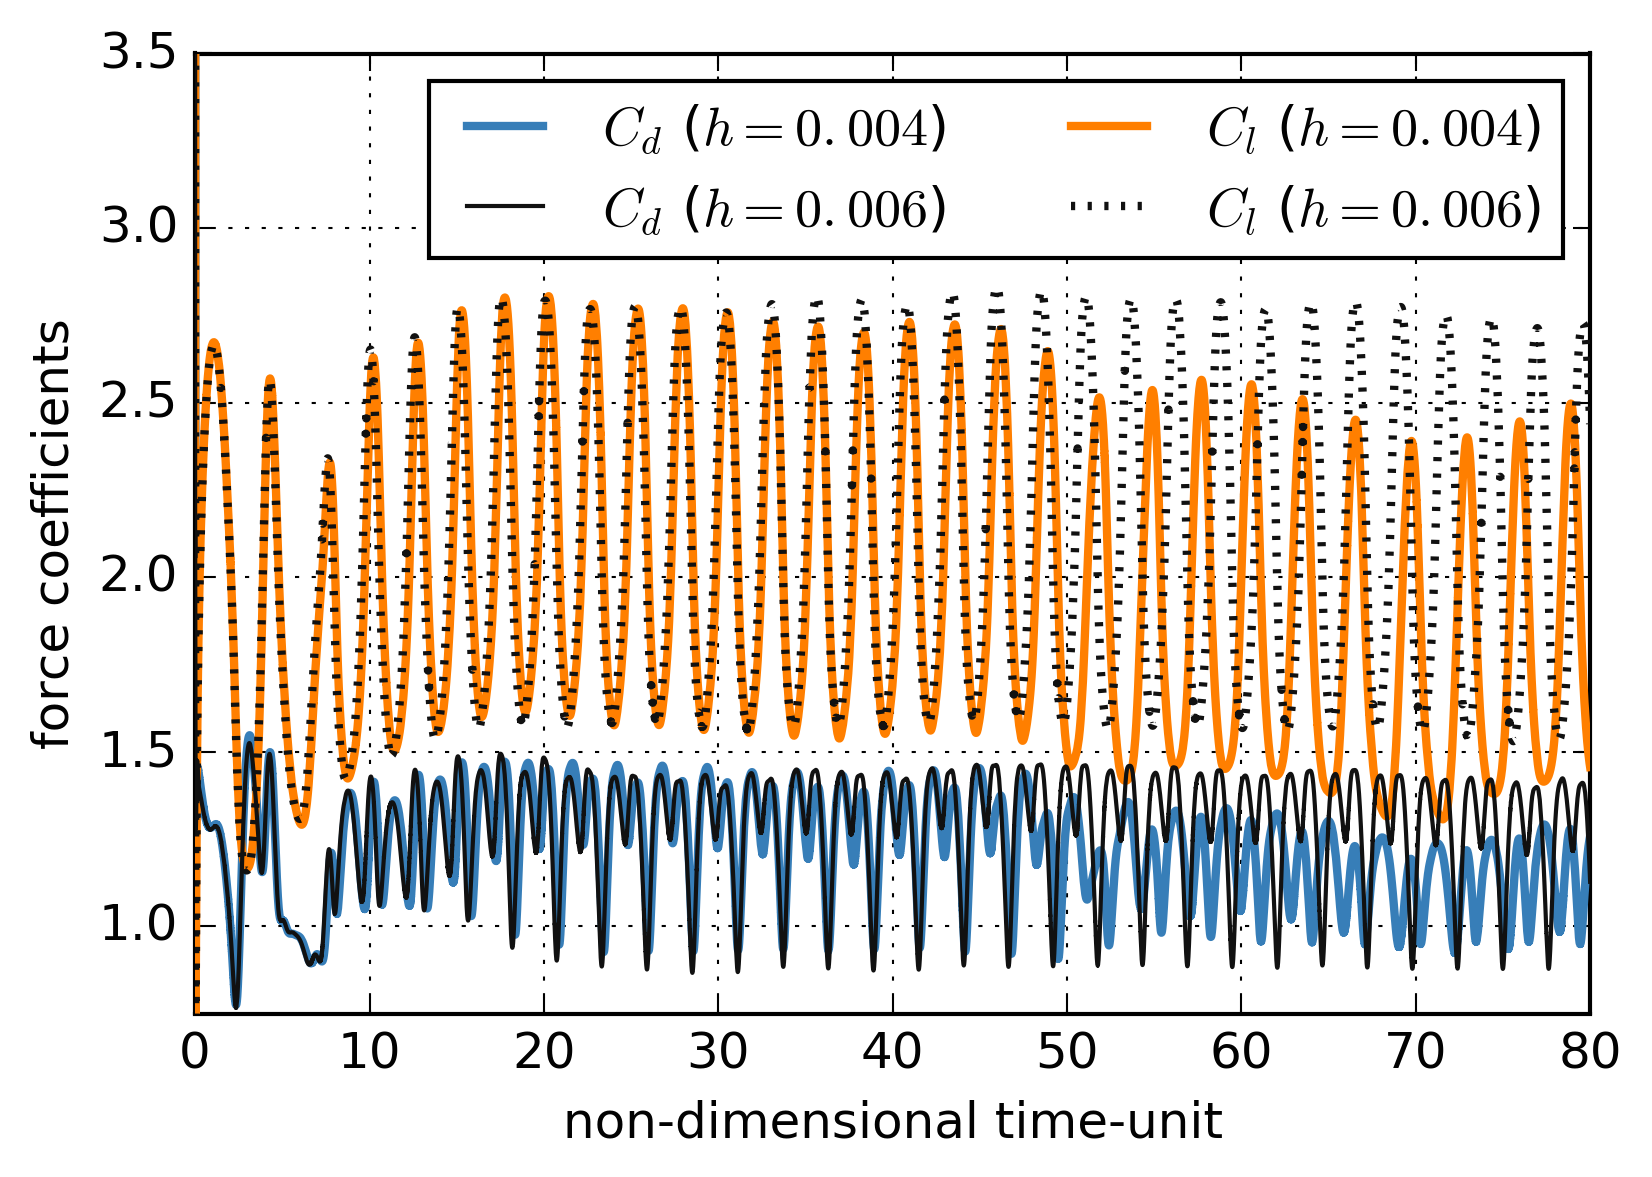 3.5
3.0
2.5
2.0
1.5
1.0
force coefficients
C_d (h = 0.004)
C_l (h = 0.004)
C_d (h = 0.006)
C_l (h = 0.006)
0 10 20 30 40 50 60 70 80
non-dimensional time-unit